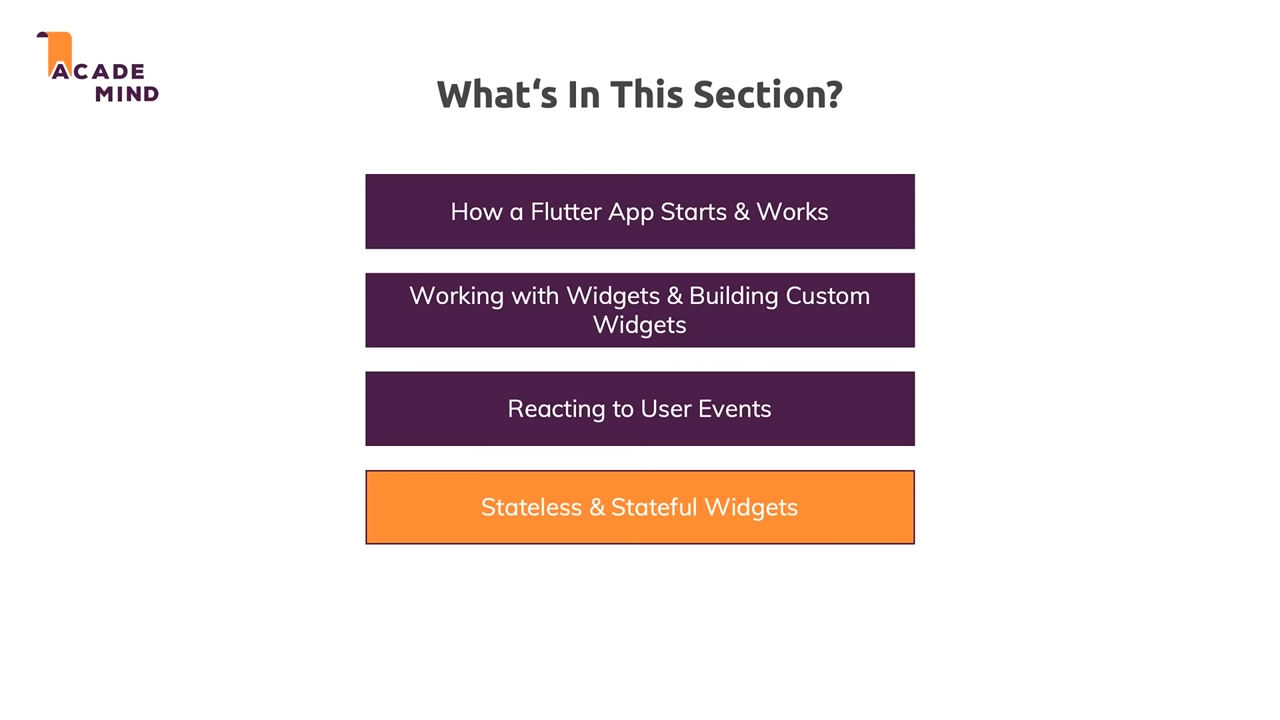 ACADE
MIND
What‘s In This Section?
How a Flutter App Starts & Works
Working with Widgets & Building Custom
Widgets
Reacting to User Events
Stateless & Stateful Widgets